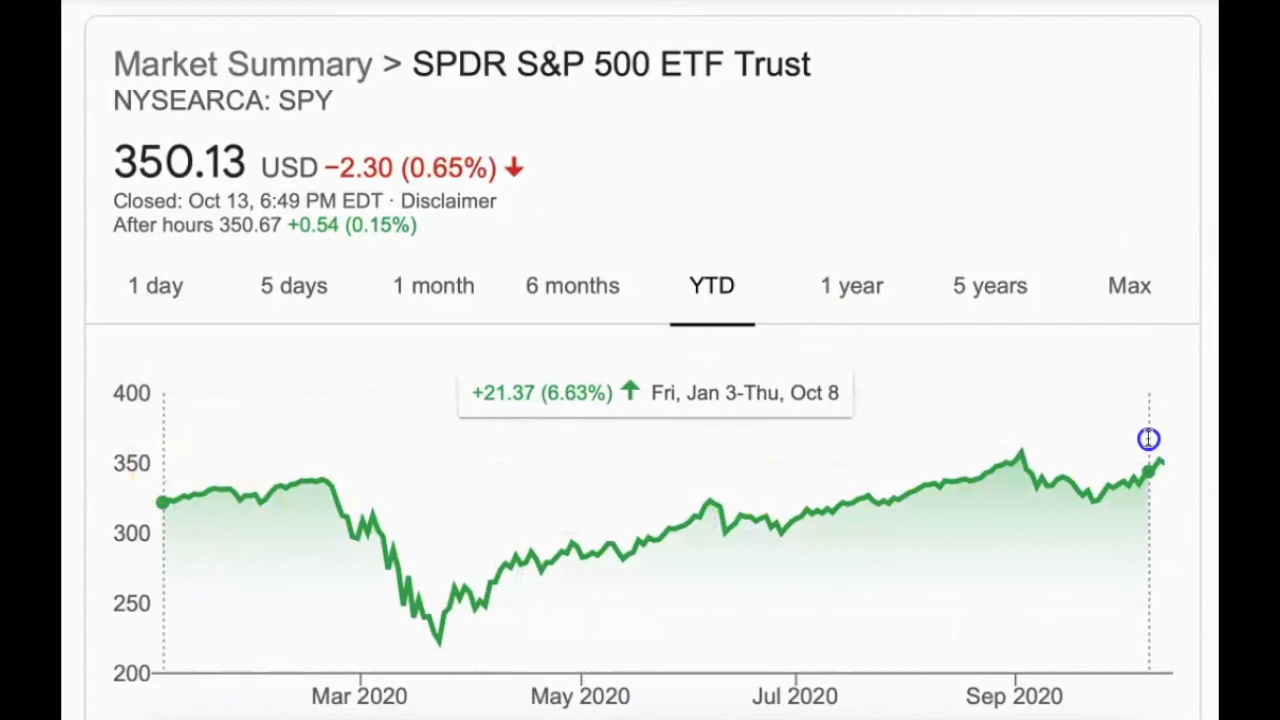 Market Summary > SPDR S&P 500 ETF Trust
NYSEARCA: SPY
350.13 USD −2.30 (0.65%)
Closed: Oct 13, 6:49 PM EDT · Disclaimer
After hours 350.67 +0.54 (0.15%)
1 day 5 days 1 month 6 months YTD 1 year 5 years Max
+21.37 (6.63%) Fri, Jan 3-Thu, Oct 8
400
350
300
250
200
Mar 2020 May 2020 Jul 2020 Sep 2020